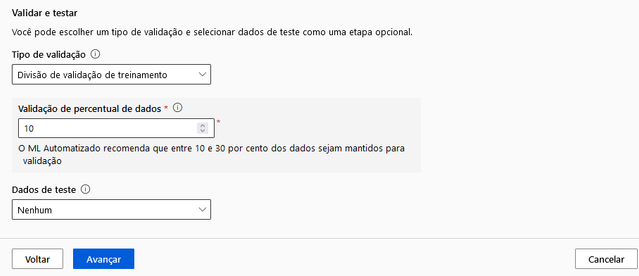 Validar e testar
Você pode escolher um tipo de validação e selecionar dados de teste como uma etapa opcional.
Tipo de validação
Divisão de validação de treinamento
Validação de percentual de dados *
10 *
O ML Automatizado recomenda que entre 10 e 30 por cento dos dados sejam mantidos para
validação
Dados de teste
Nenhum
Voltar Avançar Cancelar